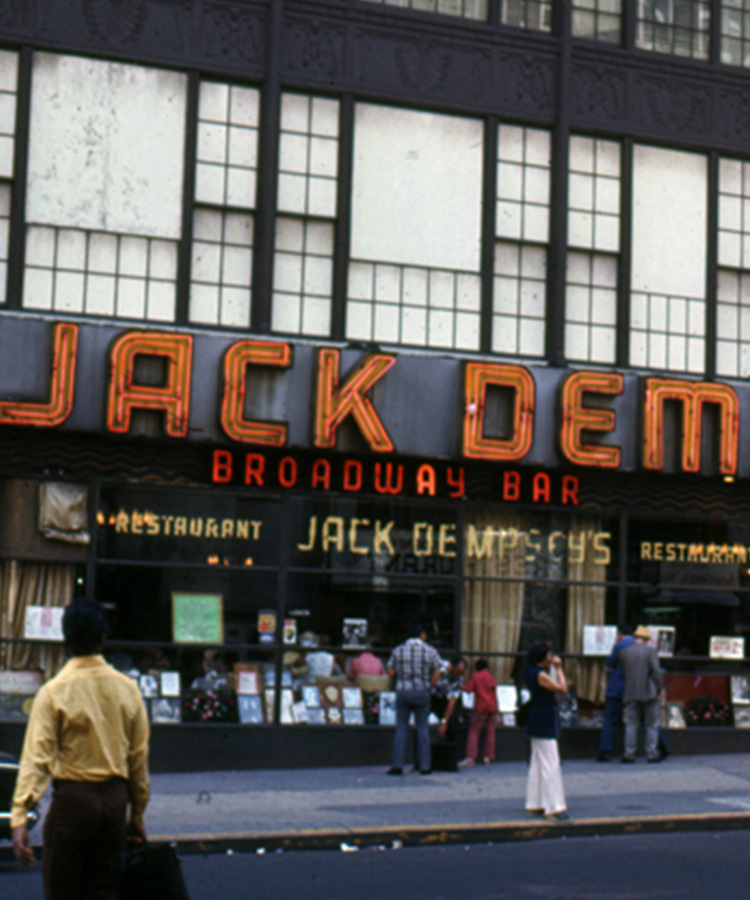 JACK DEM
BROADWAY BAR
RESTAURANT
JACK DEMPSEY'S
RESTAURANT